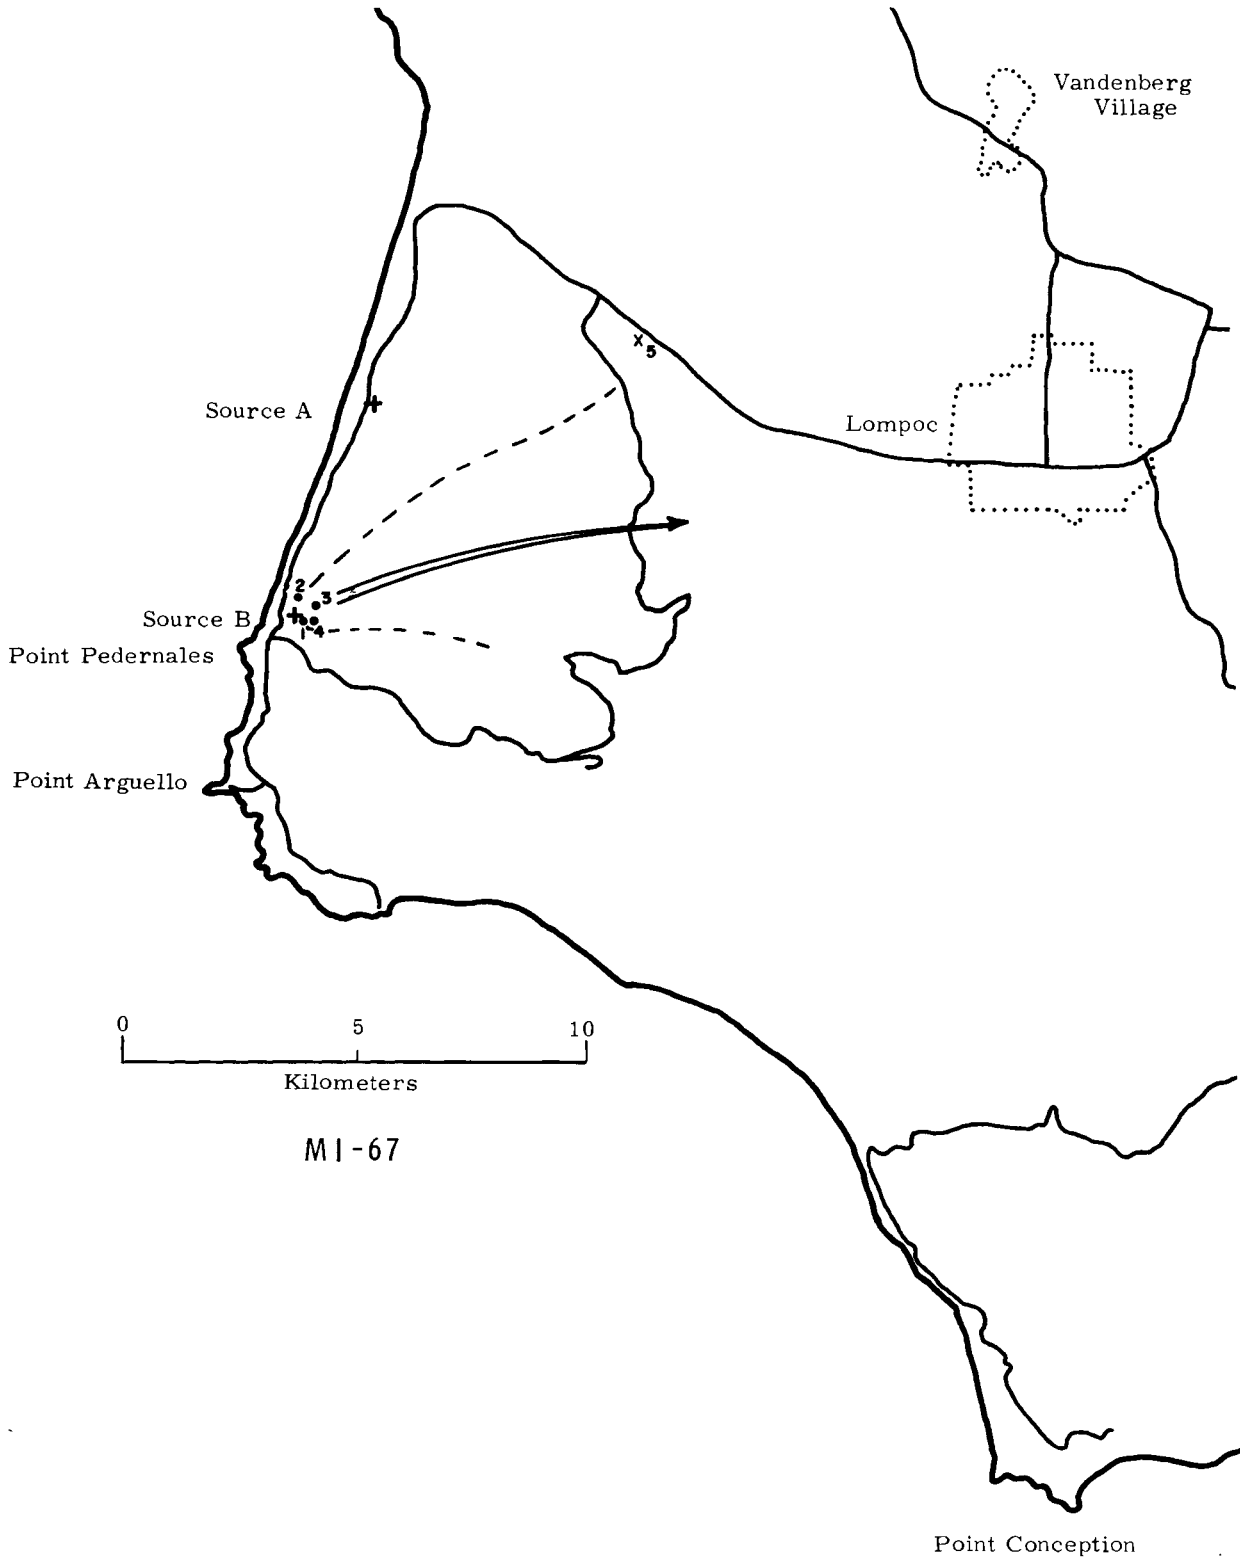 Vandenberg
Village
x 5
Source A
Lompoc
2
3
Source B
1
4
Point Pedernales
Point Arguello
0 5 10
Kilometers
MI-67
Point Conception